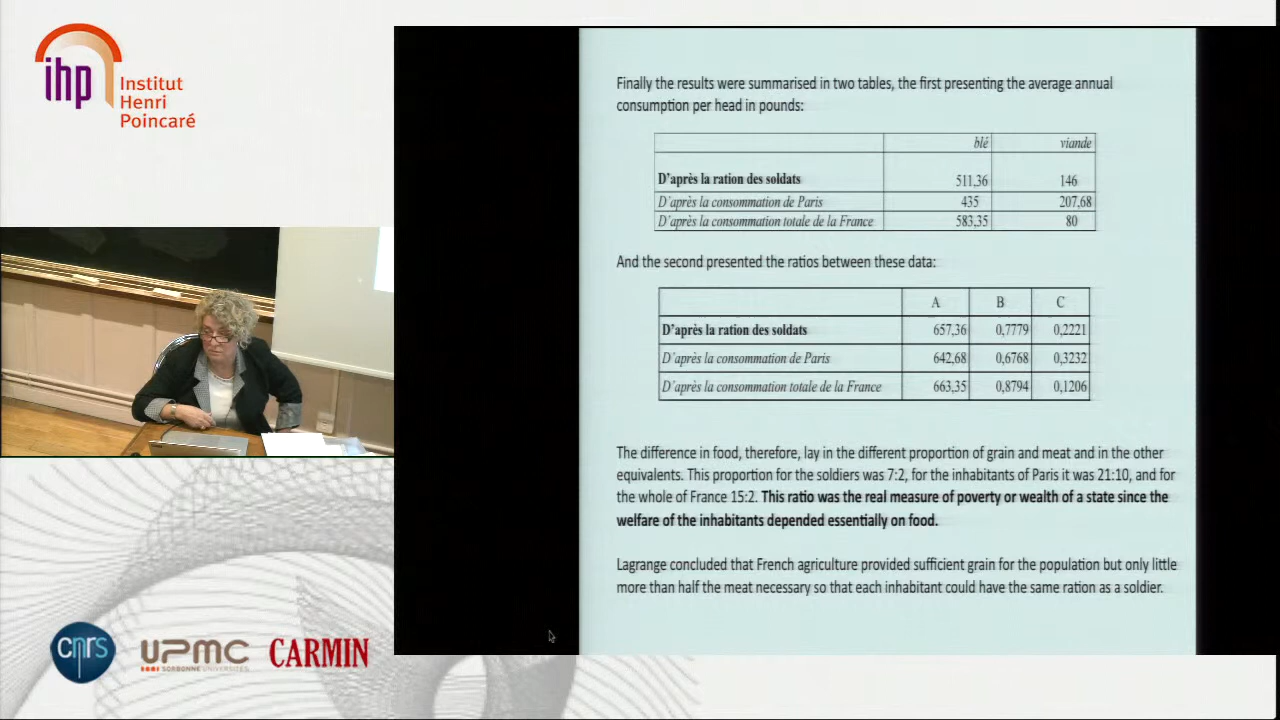 ihp
Institut
Henri
Poincaré
Finally the results were summarised in two tables, the first presenting the average annual
consumption per head in pounds:
blé viande
D'après la ration des soldats 511,36 146
D'après la consommation de Paris 435 207,68
D'après la consommation totale de la France 583,35 80
And the second presented the ratios between these data:
A B C
D'après la ration des soldats 657,36 0,7779 0,2221
D'après la consommation de Paris 642,68 0,6768 0,3232
D'après la consommation totale de la France 663,35 0,8794 0,1206
The difference in food, therefore, lay in the different proportion of grain and meat and in the other
equivalents. This proportion for the soldiers was 7:2, for the inhabitants of Paris it was 21:10, and for
the whole of France 15:2. This ratio was the real measure of poverty or wealth of a state since the
welfare of the inhabitants depended essentially on food.
Lagrange concluded that French agriculture provided sufficient grain for the population but only little
more than half the meat necessary so that each inhabitant could have the same ration as a soldier.
cnrs
UPMC
SORBONNE UNIVERSITÉS
CARMIN